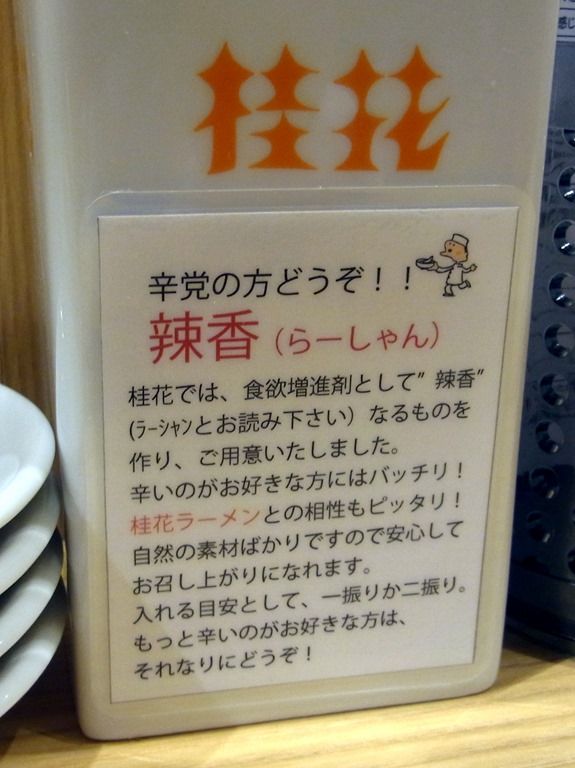 桂花
辛党の方どうぞ！！
辣香（らーしゃん）
桂花では、食欲増進剤として”辣香”
(ﾗｰｼｬﾝとお読み下さい）なるものを
作り、ご用意いたしました。
辛いのがお好きな方にはバッチリ！
桂花ラーメンとの相性もピッタリ！
自然の素材ばかりですので安心して
お召し上がりになれます。
入れる目安として、一振りか二振り。
もっと辛いのがお好きな方は、
それなりにどうぞ！